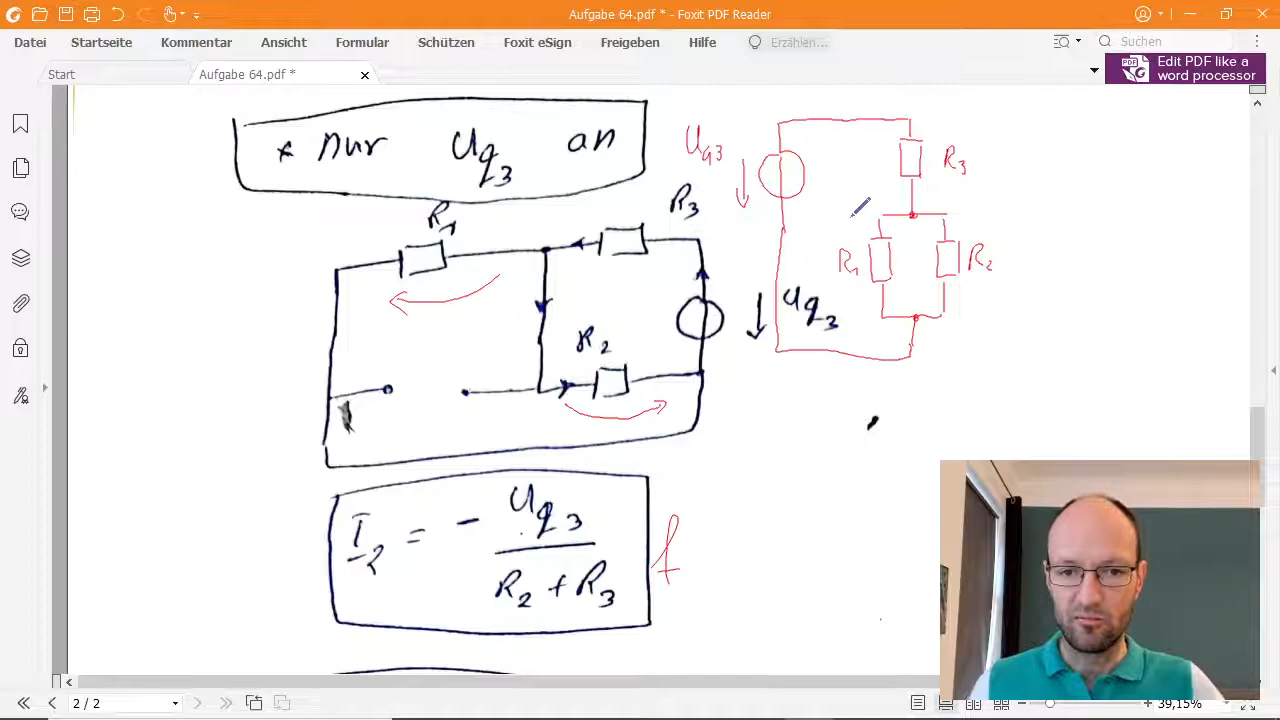 Aufgabe 64.pdf * - Foxit PDF Reader
Datei Startseite Kommentar Ansicht Formular Schützen Foxit eSign Freigeben Hilfe Erzählen... Suchen
Start Aufgabe 64.pdf *
Edit PDF like a
word processor
* nur Uq3 an
Uq3
R3
R1 R2
R1
R3
R2
Uq3
I2 = - Uq3 / (R2 + R3) f
2 / 2
39,15%